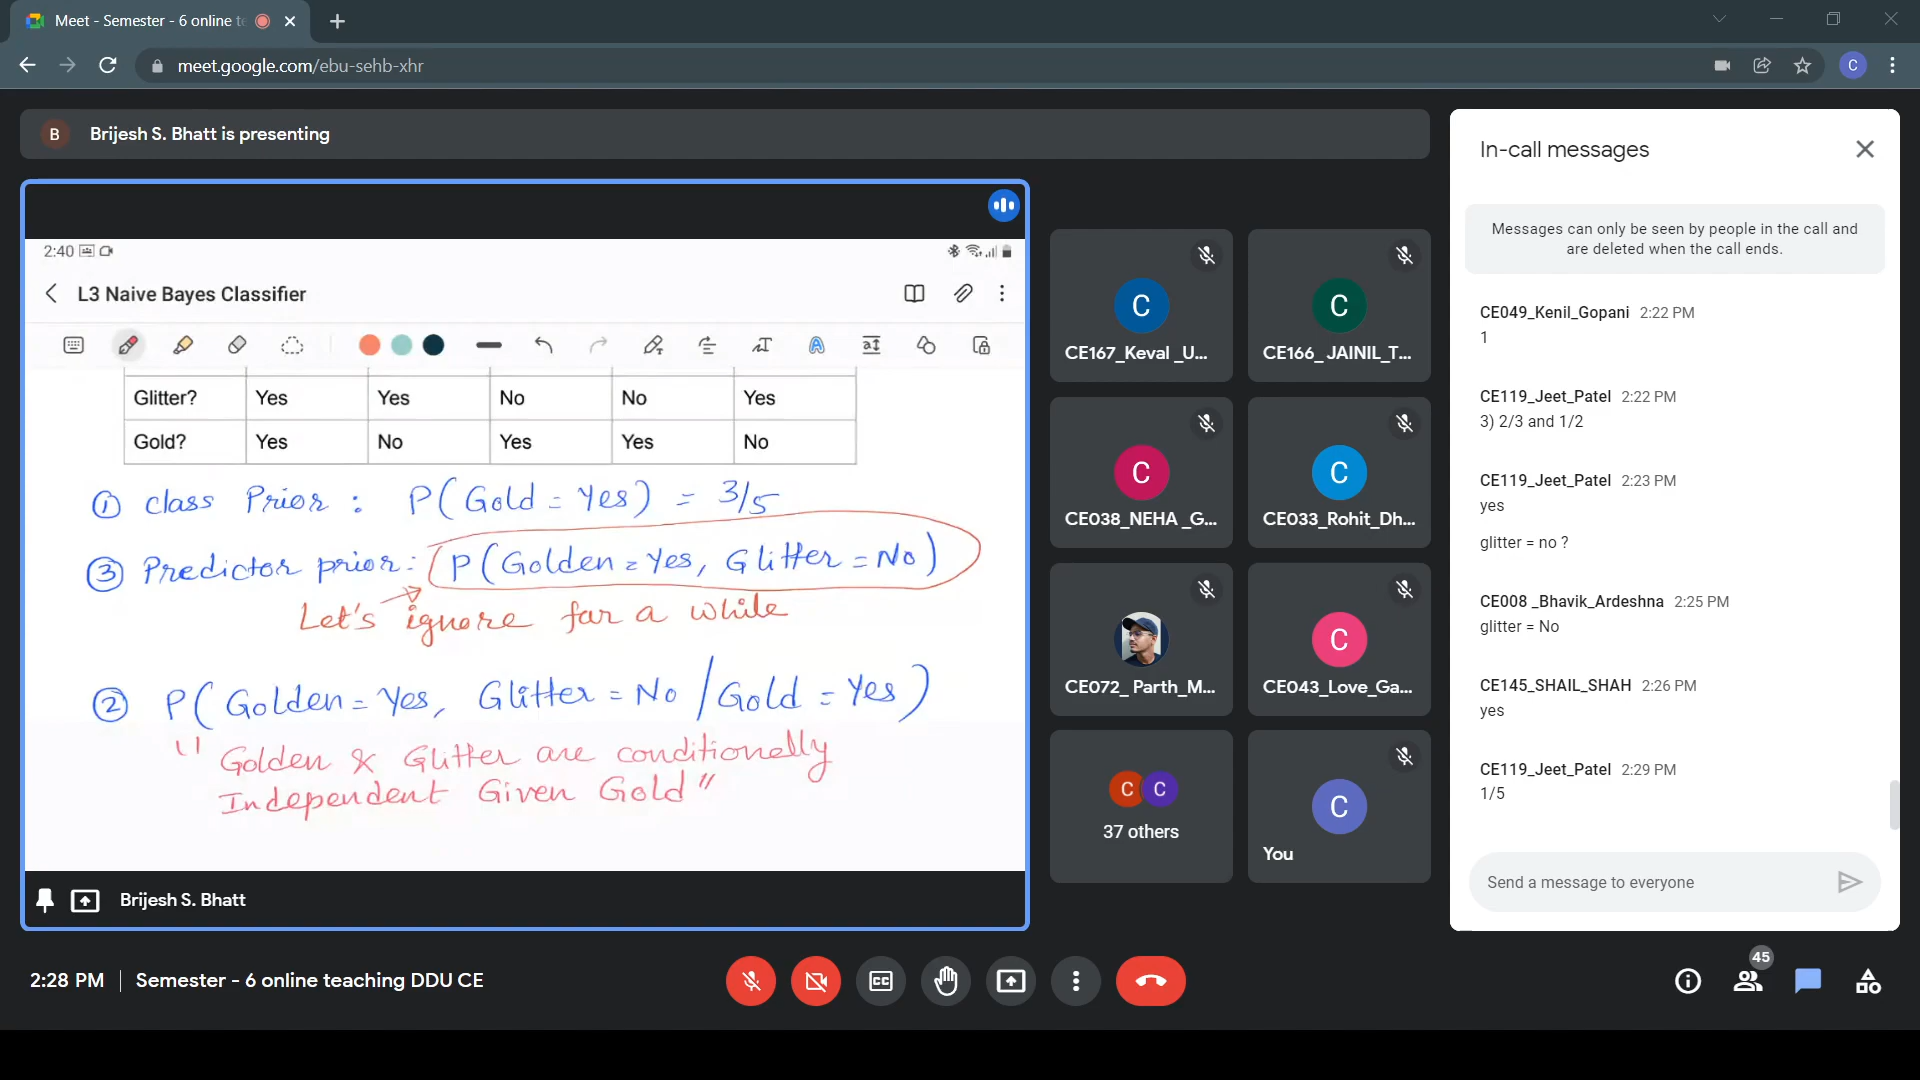 Meet - Semester - 6 online te
meet.google.com/ebu-sehb-xhr
C
B
Brijesh S. Bhatt is presenting
2:40
L3 Naive Bayes Classifier
Glitter? Yes Yes No No Yes
Gold? Yes No Yes Yes No
① class Prior : P(Gold = Yes) = 3/5
③ Predictor prior: P(Golden = Yes, Glitter = No)
Let's ignore for a while
② P(Golden = Yes, Glitter = No / Gold = Yes)
" Golden & Glitter are conditionally
Independent Given Gold"
Brijesh S. Bhatt
C
CE167_Keval _U...
C
CE166_ JAINIL_T...
C
CE038_NEHA _G...
C
CE033_Rohit_Dh...
CE072_ Parth_M...
C
CE043_Love_Ga...
C C
37 others
C
You
In-call messages
Messages can only be seen by people in the call and
are deleted when the call ends.
CE049_Kenil_Gopani 2:22 PM
1
CE119_Jeet_Patel 2:22 PM
3) 2/3 and 1/2
CE119_Jeet_Patel 2:23 PM
yes
glitter = no ?
CE008 _Bhavik_Ardeshna 2:25 PM
glitter = No
CE145_SHAIL_SHAH 2:26 PM
yes
CE119_Jeet_Patel 2:29 PM
1/5
Send a message to everyone
2:28 PM | Semester - 6 online teaching DDU CE
CC
45